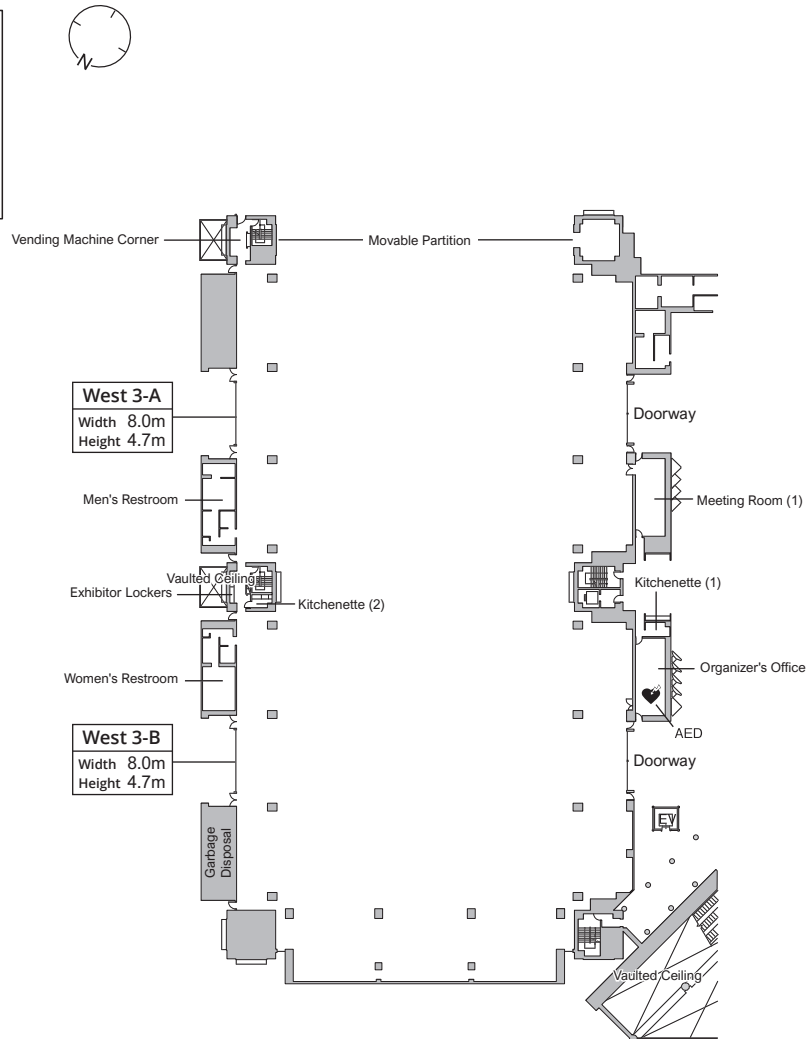 N
Vending Machine Corner
Movable Partition
West 3-A
Width 8.0m
Height 4.7m
Doorway
Men's Restroom
Meeting Room (1)
Vaulted Ceiling
Kitchenette (1)
Exhibitor Lockers
Kitchenette (2)
Women's Restroom
Organizer's Office
AED
West 3-B
Width 8.0m
Height 4.7m
Doorway
EV
Garbage
Disposal
Vaulted Ceiling